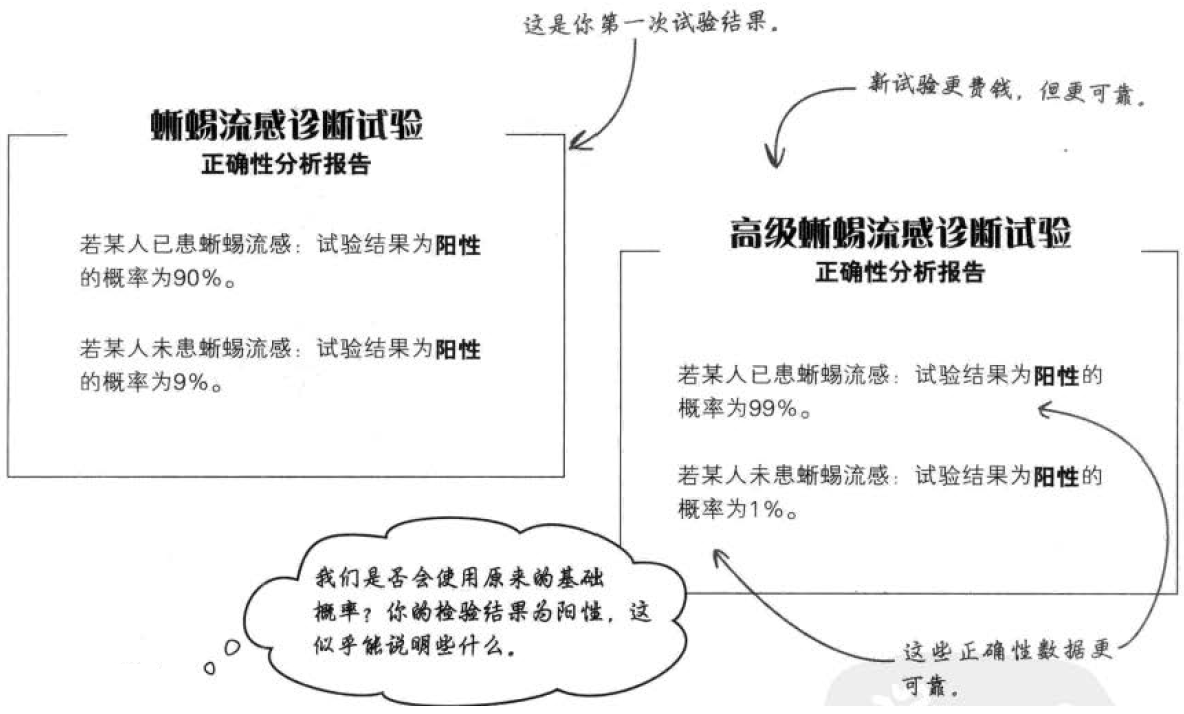 这是你第一次试验结果。
新试验更费钱，但更可靠。
蜥蜴流感诊断试验
正确性分析报告
若某人已患蜥蜴流感：试验结果为阳性
的概率为90%。
若某人未患蜥蜴流感：试验结果为阳性
的概率为9%。
高级蜥蜴流感诊断试验
正确性分析报告
若某人已患蜥蜴流感：试验结果为阳性的
概率为99%。
若某人未患蜥蜴流感：试验结果为阳性的
概率为1%。
我们是否会使用原来的基础
概率？你的检验结果为阳性，这
似乎能说明些什么。
这些正确性数据更
可靠。